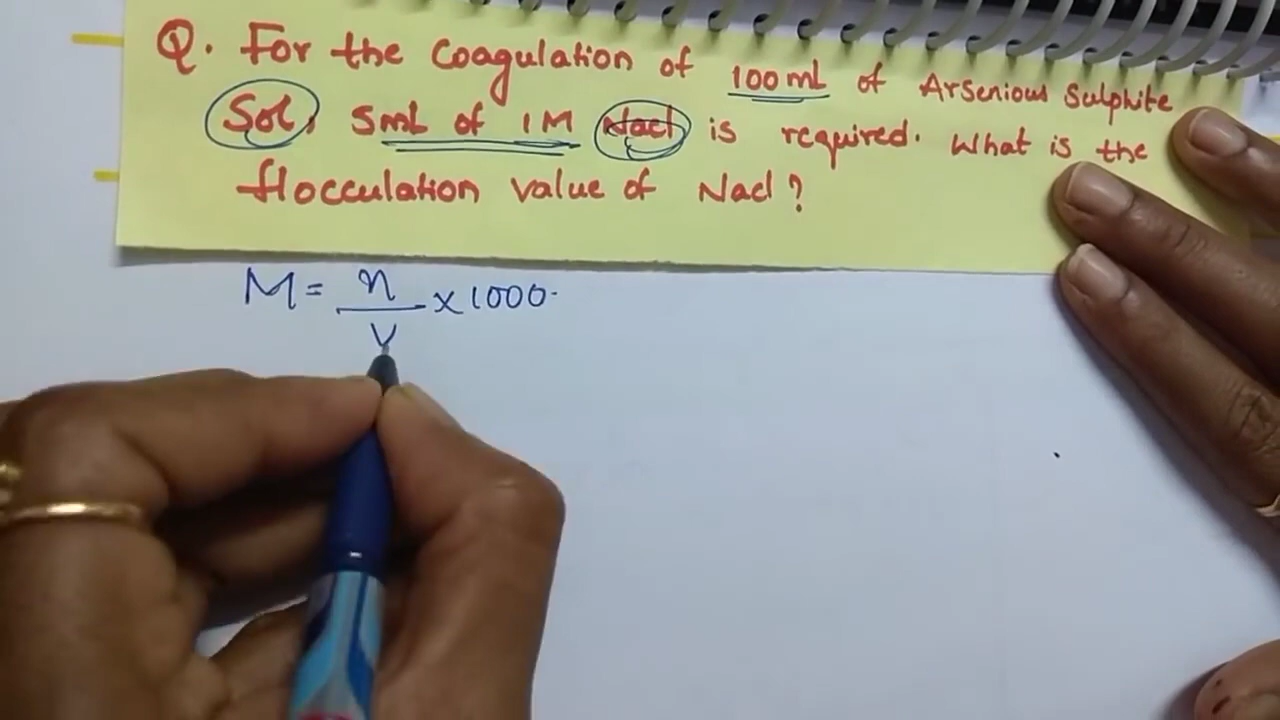 Q. For the Coagulation of 100 mL of Arsenious Sulphite
Sol, 5mL of 1M Nacl is required. What is the
flocculation value of Nacl?
M = n/V × 1000